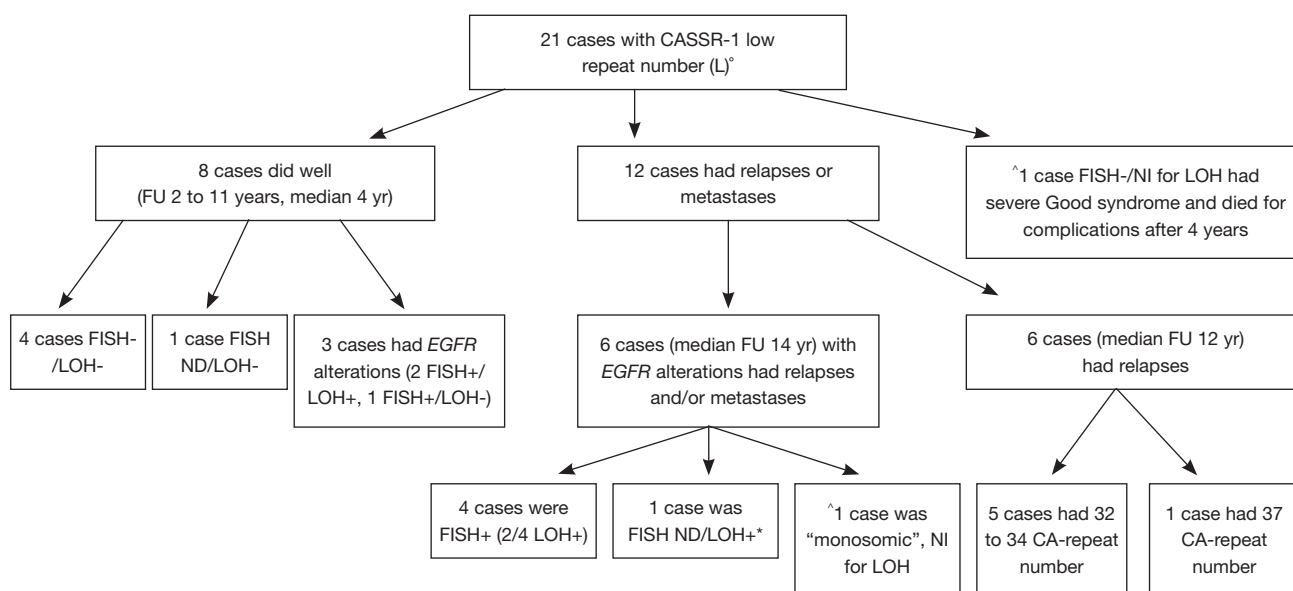 21 cases with CASSR-1 low
repeat number (L)°
8 cases did well
(FU 2 to 11 years, median 4 yr)
12 cases had relapses or
metastases
^1 case FISH-/NI for LOH had
severe Good syndrome and died for
complications after 4 years
4 cases FISH-
/LOH-
1 case FISH
ND/LOH-
3 cases had EGFR
alterations (2 FISH+/
LOH+, 1 FISH+/LOH-)
6 cases (median FU 14 yr) with
EGFR alterations had relapses
and/or metastases
6 cases (median FU 12 yr)
had relapses
4 cases were
FISH+ (2/4 LOH+)
1 case was
FISH ND/LOH+*
^1 case was
“monosomic”, NI
for LOH
5 cases had 32
to 34 CA-repeat
number
1 case had 37
CA-repeat
number